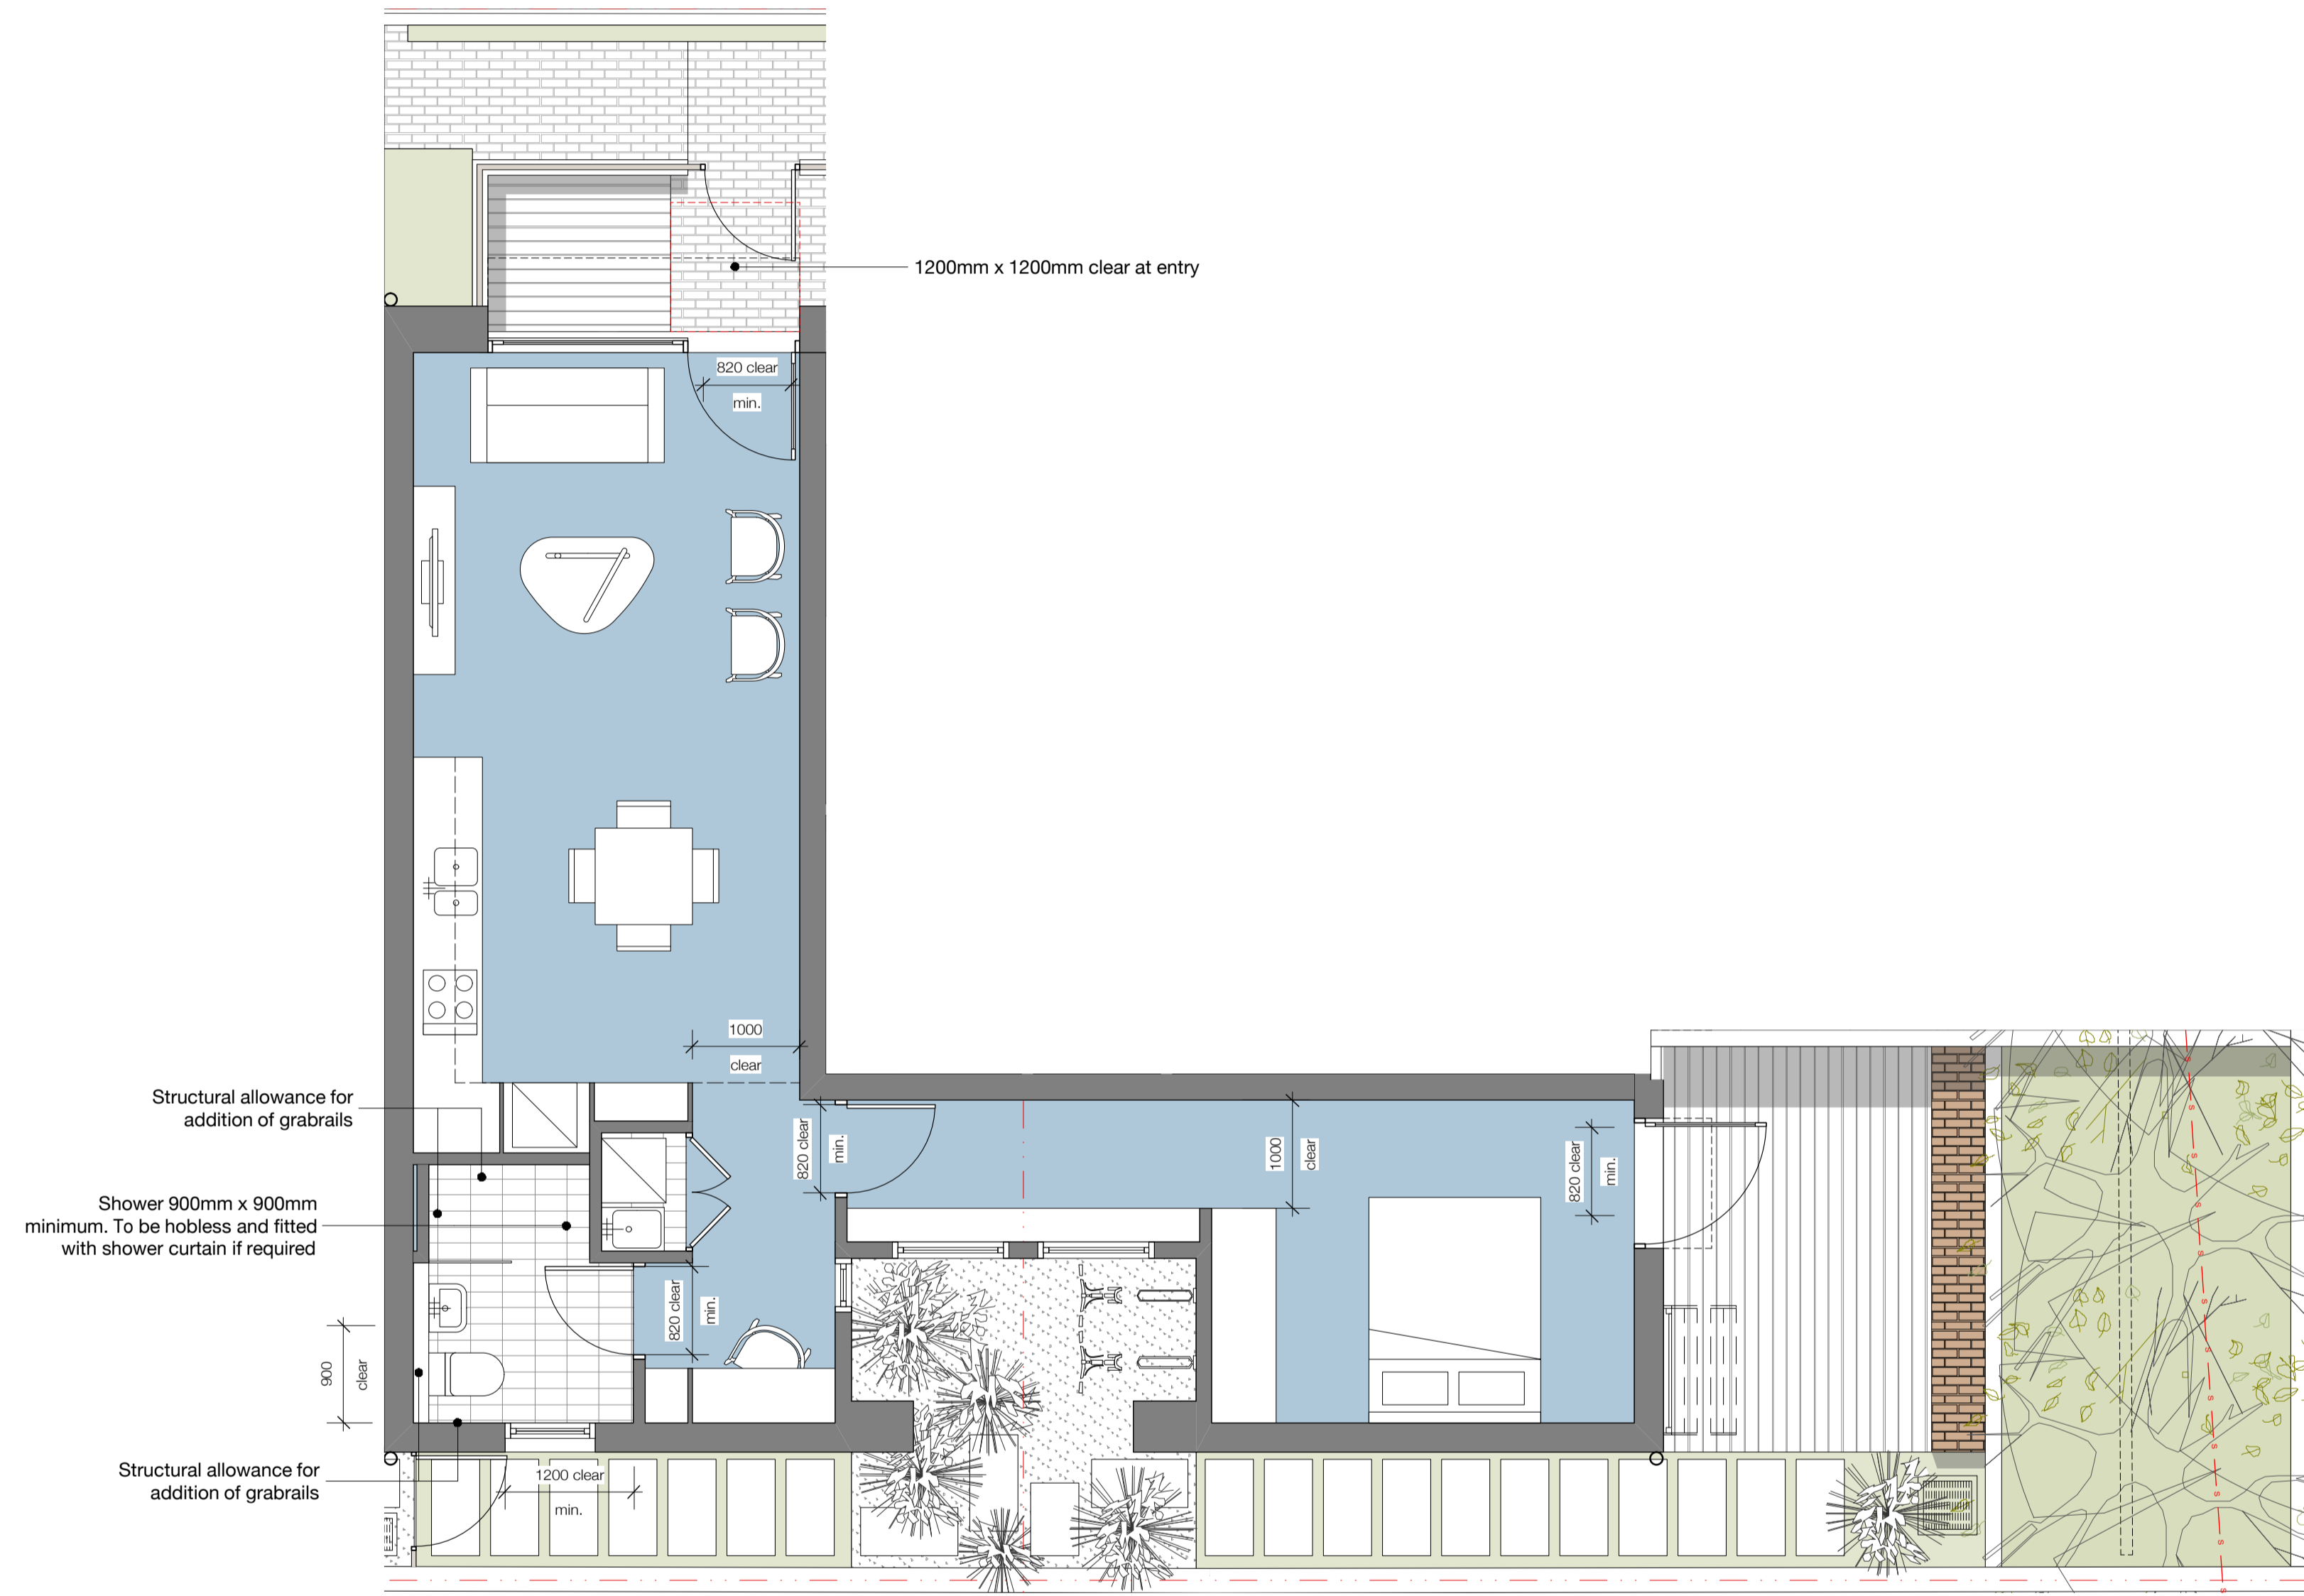 1200mm x 1200mm clear at entry
820 clear
min.
1000
clear
Structural allowance for
addition of grabrails
820 clear
min.
1000
clear
820 clear
min.
Shower 900mm x 900mm
minimum. To be hobless and fitted
with shower curtain if required
820 clear
min.
900
clear
Structural allowance for
addition of grabrails
1200 clear
min.
s
s
s
s
s
s
s
s
s
s
s
s